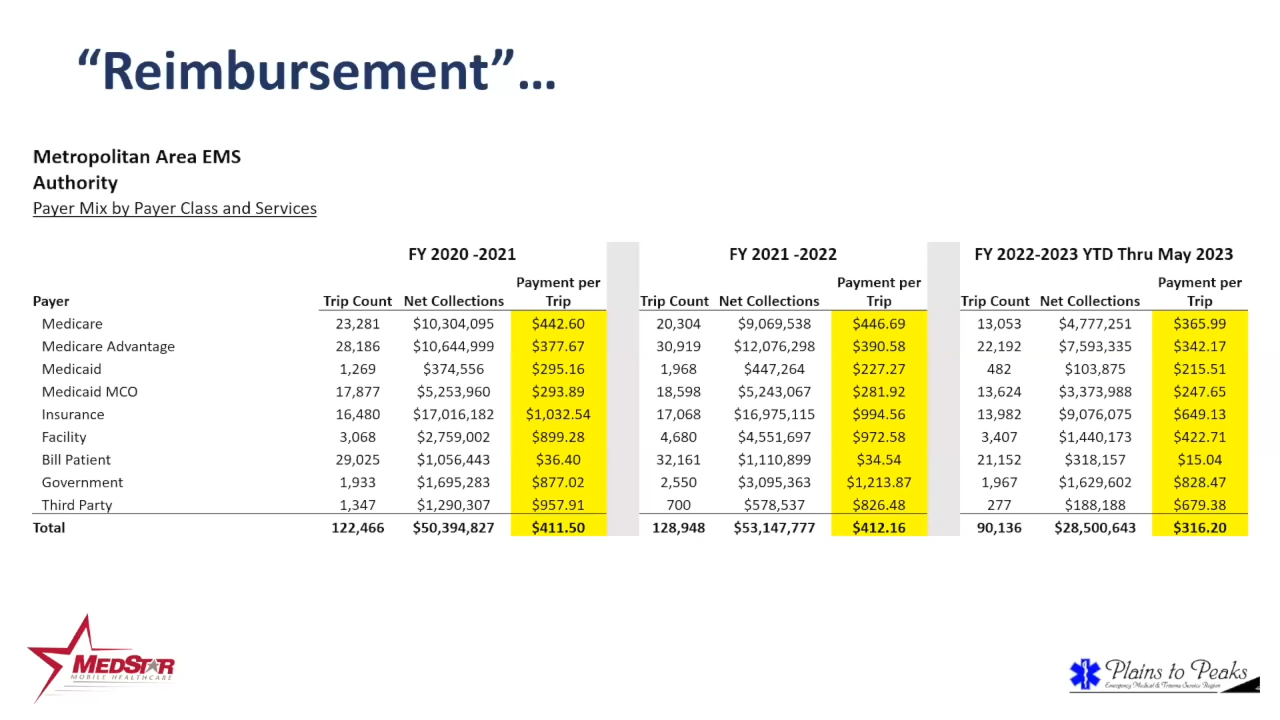 “Reimbursement”...
Metropolitan Area EMS
Authority
Payer Mix by Payer Class and Services
FY 2020 -2021 FY 2021 -2022 FY 2022-2023 YTD Thru May 2023
Payment per Payment per Payment per
Payer Trip Count Net Collections Trip Trip Count Net Collections Trip Trip Count Net Collections Trip
Medicare 23,281 $10,304,095 $442.60 20,304 $9,069,538 $446.69 13,053 $4,777,251 $365.99
Medicare Advantage 28,186 $10,644,999 $377.67 30,919 $12,076,298 $390.58 22,192 $7,593,335 $342.17
Medicaid 1,269 $374,556 $295.16 1,968 $447,264 $227.27 482 $103,875 $215.51
Medicaid MCO 17,877 $5,253,960 $293.89 18,598 $5,243,067 $281.92 13,624 $3,373,988 $247.65
Insurance 16,480 $17,016,182 $1,032.54 17,068 $16,975,115 $994.56 13,982 $9,076,075 $649.13
Facility 3,068 $2,759,002 $899.28 4,680 $4,551,697 $972.58 3,407 $1,440,173 $422.71
Bill Patient 29,025 $1,056,443 $36.40 32,161 $1,110,899 $34.54 21,152 $318,157 $15.04
Government 1,933 $1,695,283 $877.02 2,550 $3,095,363 $1,213.87 1,967 $1,629,602 $828.47
Third Party 1,347 $1,290,307 $957.91 700 $578,537 $826.48 277 $188,188 $679.38
Total 122,466 $50,394,827 $411.50 128,948 $53,147,777 $412.16 90,136 $28,500,643 $316.20
MEDSTAR
MOBILE HEALTHCARE
Plains to Peaks
Emergency Medical & Trauma Service Region